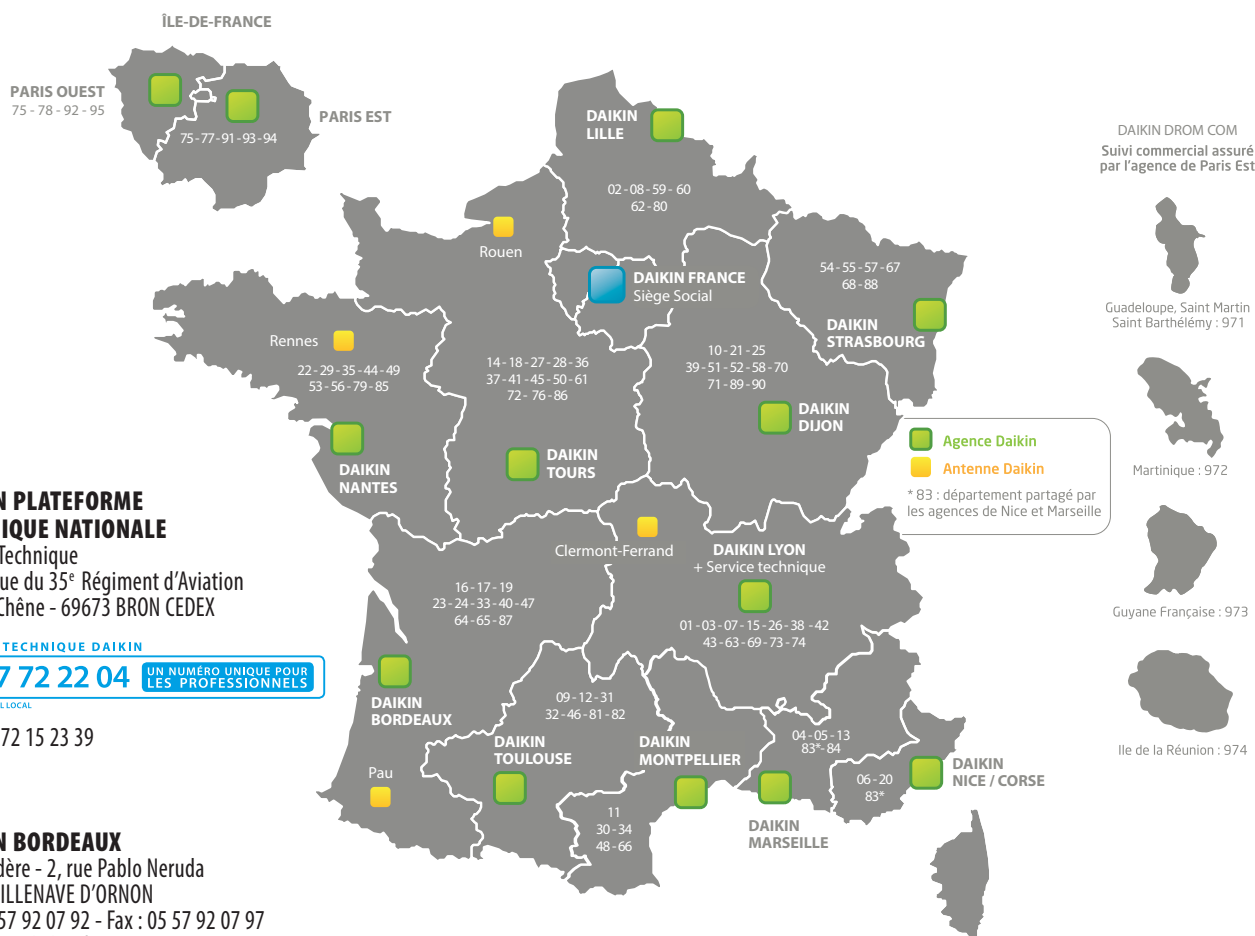 ÎLE-DE-FRANCE
PARIS OUEST
75 - 78 - 92 - 95
PARIS EST
75-77-91-93-94
DAIKIN
LILLE
02 - 08 - 59 - 60
62 - 80
Rouen
DAIKIN FRANCE
Siège Social
54 - 55 - 57 - 67
68 - 88
DAIKIN
STRASBOURG
Rennes
22 - 29 - 35 - 44 - 49
53 - 56 - 79 - 85
14 - 18 - 27 - 28 - 36
37 - 41 - 45 - 50 - 61
72 - 76 - 86
10 - 21 - 25
39 - 51 - 52 - 58 - 70
71 - 89 - 90
DAIKIN
DIJON
DAIKIN
NANTES
DAIKIN
TOURS
Agence Daikin
Antenne Daikin
* 83 : département partagé par
les agences de Nice et Marseille
Clermont-Ferrand
DAIKIN LYON
+ Service technique
01 - 03 - 07 - 15 - 26 - 38 - 42
43 - 63 - 69 - 73 - 74
16 - 17 - 19
23 - 24 - 33 - 40 - 47
64 - 65 - 87
DAIKIN
BORDEAUX
09 - 12 - 31
32 - 46 - 81 - 82
DAIKIN
TOULOUSE
DAIKIN
MONTPELLIER
04 - 05 - 13
83*- 84
Pau
11
30 - 34
48 - 66
DAIKIN
MARSEILLE
06 - 20
83*
DAIKIN
NICE / CORSE
DAIKIN DROM COM
Suivi commercial assuré
par l'agence de Paris Est
Guadeloupe, Saint Martin
Saint Barthélémy : 971
Martinique : 972
Guyane Française : 973
Ile de la Réunion : 974
N PLATEFORME
IQUE NATIONALE
Technique
ue du 35e Régiment d'Aviation
Chêne - 69673 BRON CEDEX
TECHNIQUE DAIKIN
7 72 22 04 UN NUMÉRO UNIQUE POUR
LES PROFESSIONNELS
L LOCAL
72 15 23 39
N BORDEAUX
dère - 2, rue Pablo Neruda
ILLENAVE D'ORNON
57 92 07 92 - Fax : 05 57 92 07 97